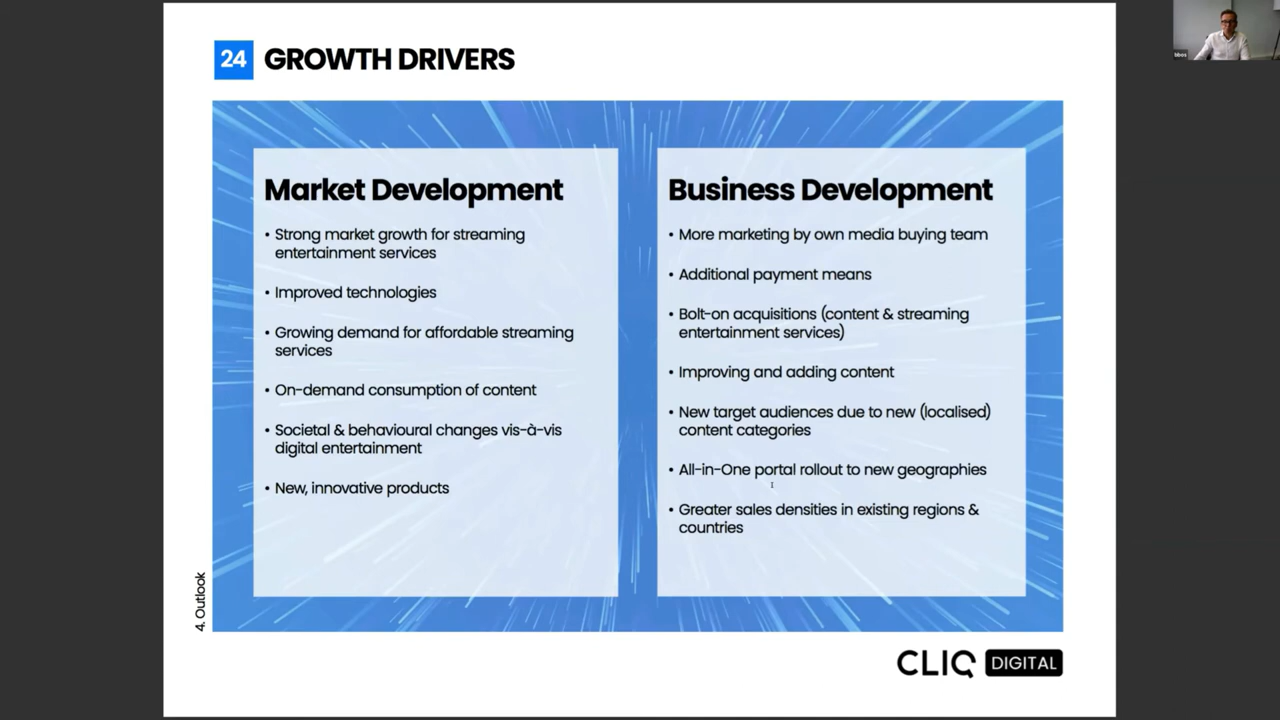 24 GROWTH DRIVERS
Market Development
• Strong market growth for streaming
entertainment services
• Improved technologies
• Growing demand for affordable streaming
services
• On-demand consumption of content
• Societal & behavioural changes vis-à-vis
digital entertainment
• New, innovative products
Business Development
• More marketing by own media buying team
• Additional payment means
• Bolt-on acquisitions (content & streaming
entertainment services)
• Improving and adding content
• New target audiences due to new (localised)
content categories
• All-in-One portal rollout to new geographies
• Greater sales densities in existing regions &
countries
4. Outlook
CLIQ DIGITAL